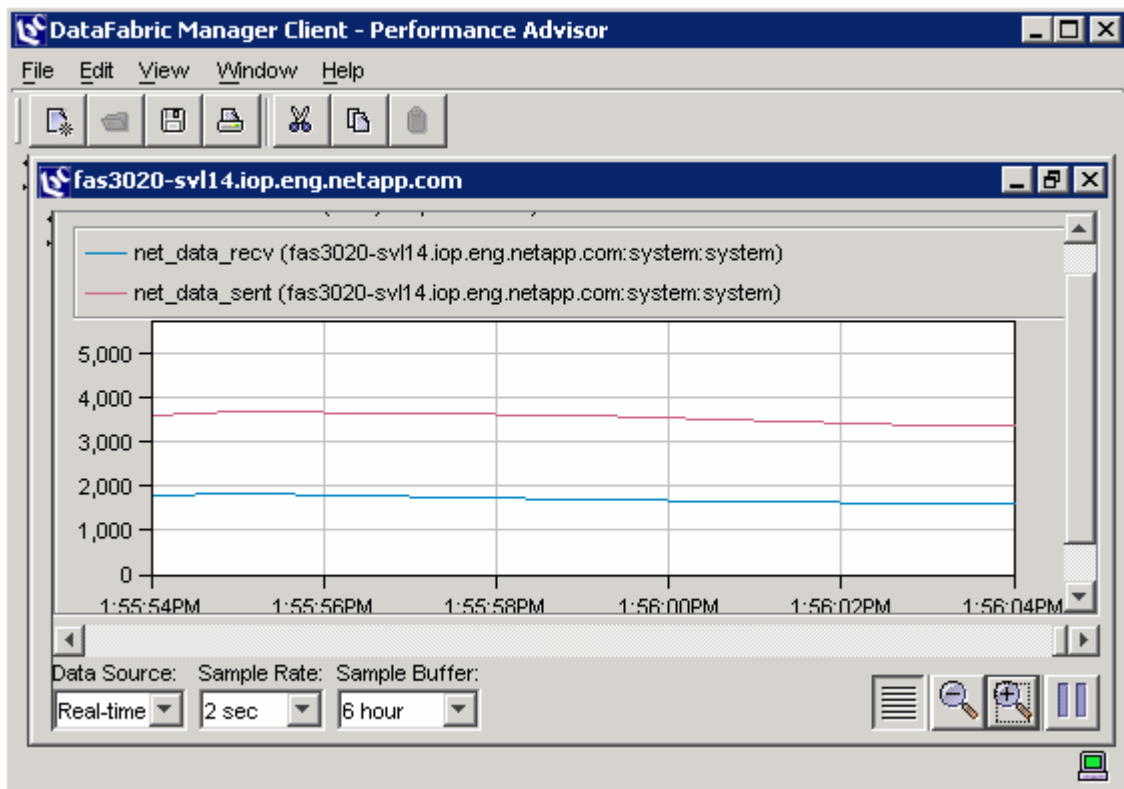 DataFabric Manager Client - Performance Advisor
File Edit View Window Help
fas3020-svl14.iop.eng.netapp.com
net_data_recv (fas3020-svl14.iop.eng.netapp.com:system:system)
net_data_sent (fas3020-svl14.iop.eng.netapp.com:system:system)
5,000
4,000
3,000
2,000
1,000
0
1:55:54PM 1:55:56PM 1:55:58PM 1:56:00PM 1:56:02PM 1:56:04PM
Data Source: Sample Rate: Sample Buffer:
Real-time 2 sec 6 hour